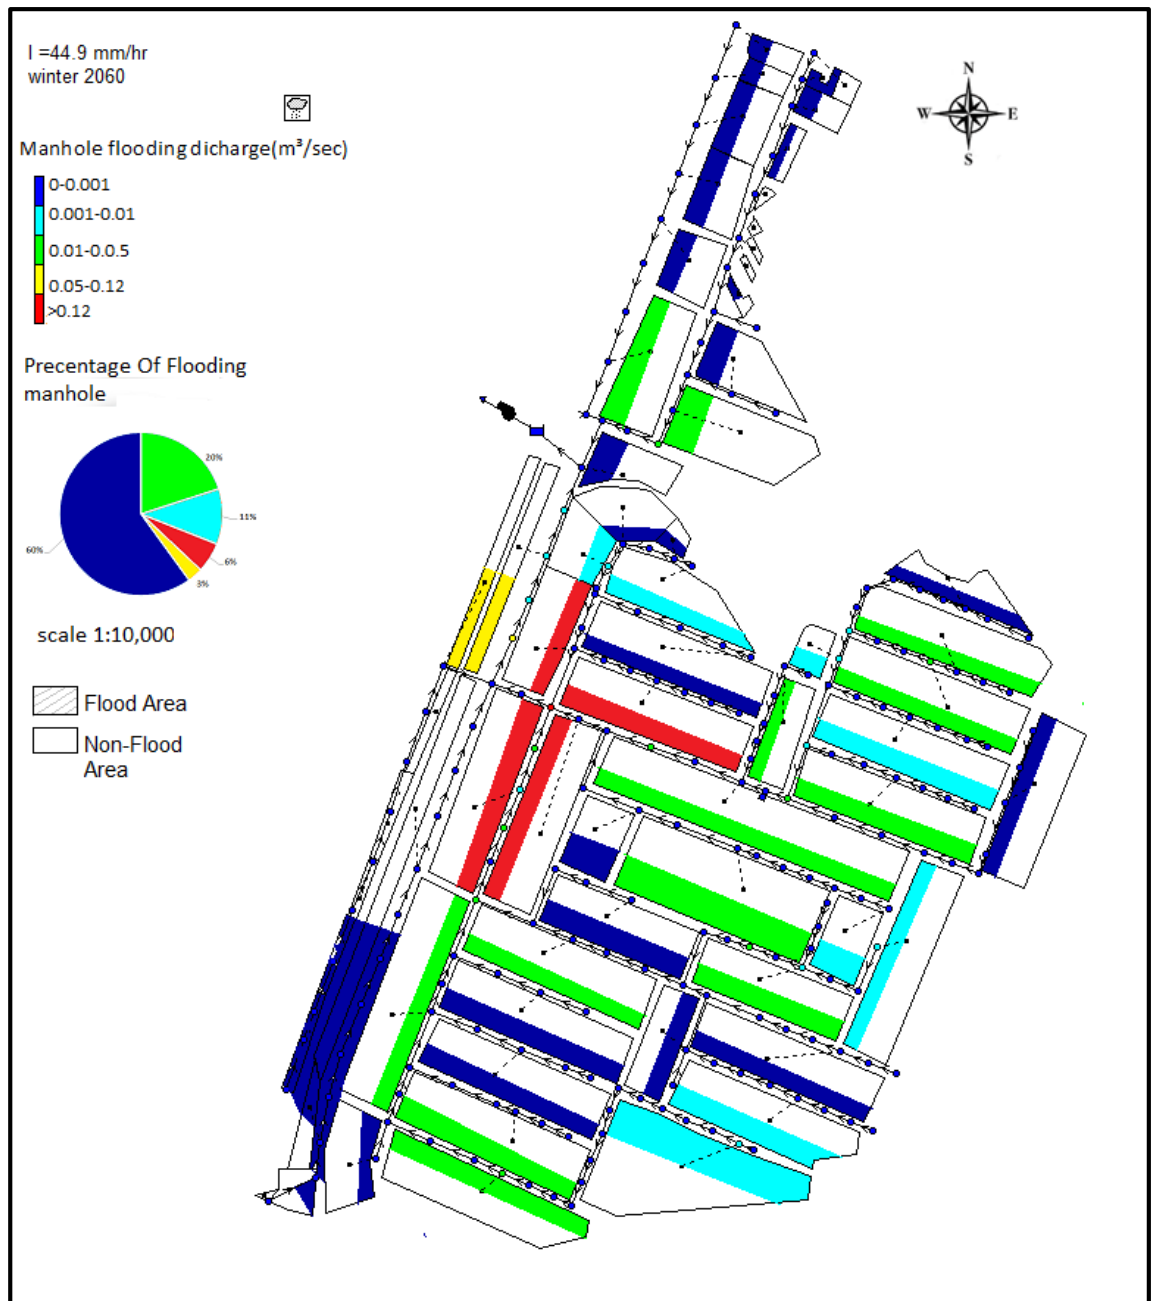 I =44.9 mm/hr
winter 2060
N
W E
S
Manhole flooding dicharge(m³/sec)
0-0.001
0.001-0.01
0.01-0.0.5
0.05-0.12
>0.12
Precentage Of Flooding
manhole
20%
11%
60%
6%
3%
scale 1:10,000
Flood Area
Non-Flood
Area